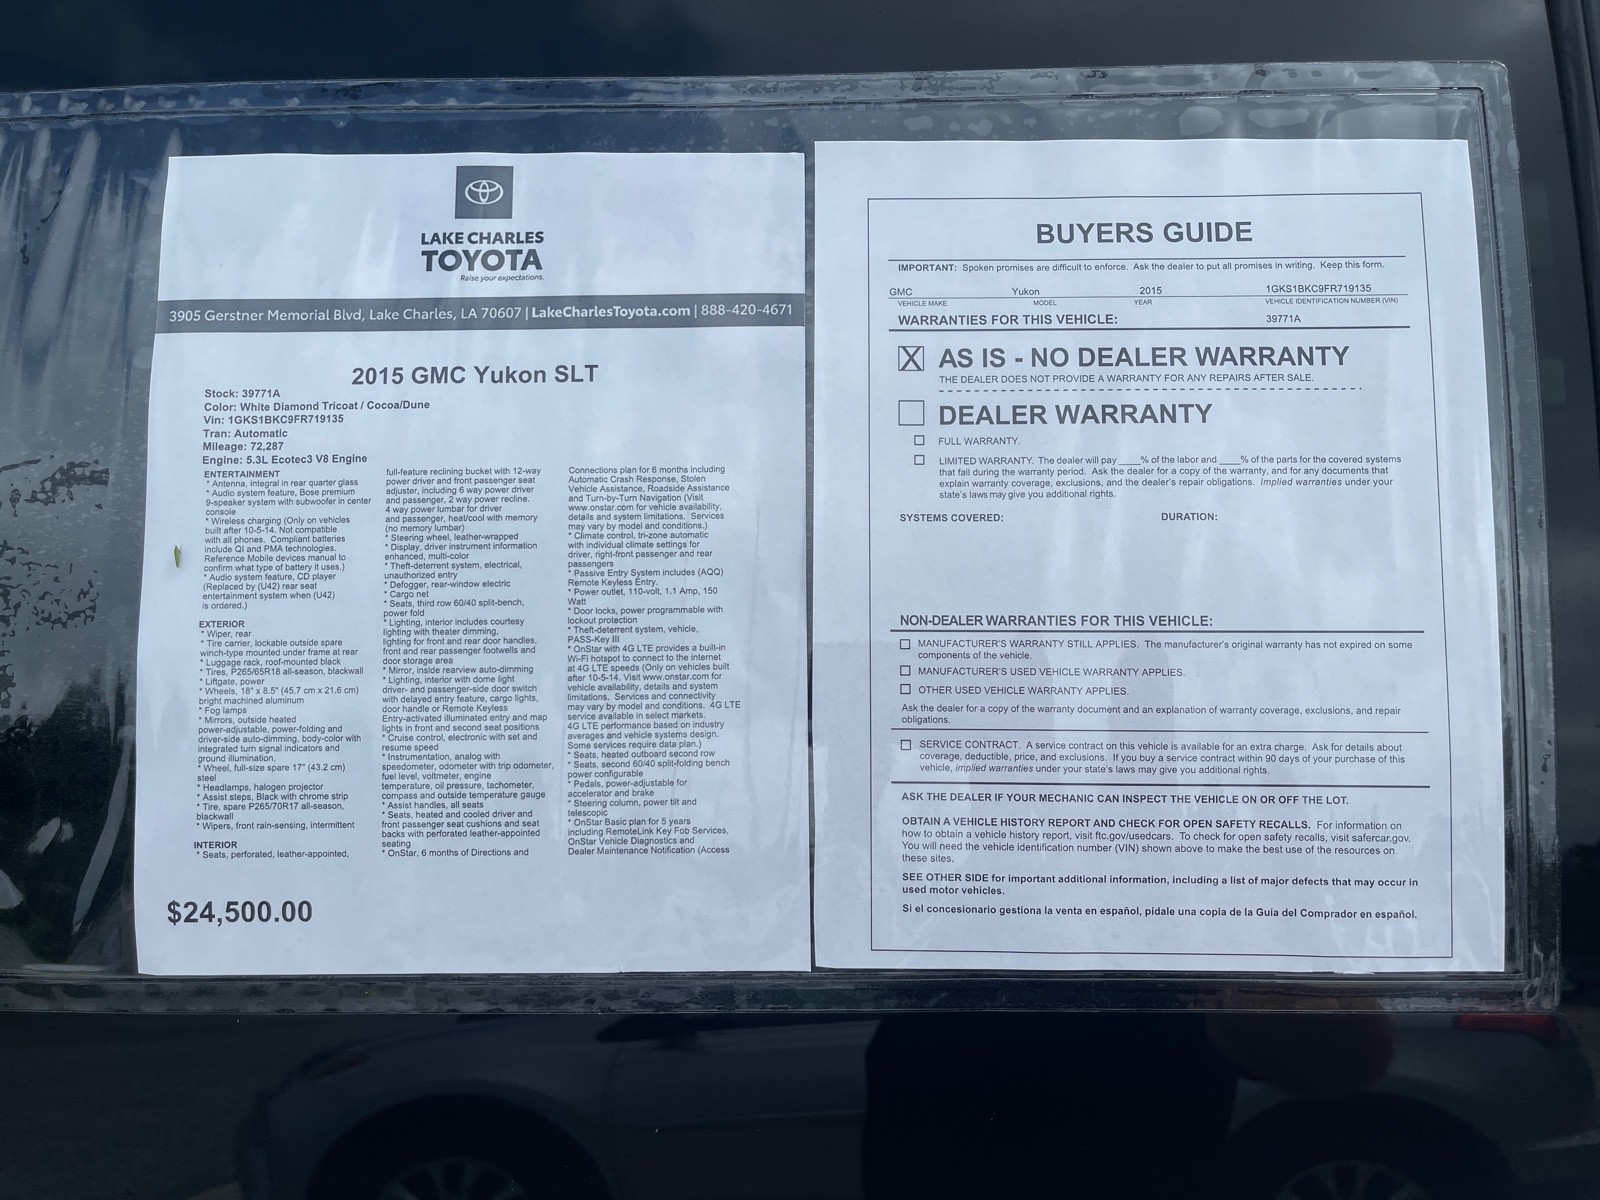 LAKE CHARLES
TOYOTA
Raise your expectations.
3905 Gerstner Memorial Blvd, Lake Charles, LA 70607 | LakeCharlesToyota.com | 888-420-4671
2015 GMC Yukon SLT
Stock: 39771A
Color: White Diamond Tricoat / Cocoa/Dune
Vin: 1GKS1BKC9FR719135
Tran: Automatic
Mileage: 72,287
Engine: 5.3L Ecotec3 V8 Engine
ENTERTAINMENT
* Antenna, integral in rear quarter glass
* Audio system feature, Bose premium
9-speaker system with subwoofer in center
console
* Wireless charging (Only on vehicles
built after 10-5-14. Not compatible
with all phones. Compliant batteries
include QI and PMA technologies.
Reference Mobile devices manual to
confirm what type of battery it uses.)
* Audio system feature, CD player
(Replaced by (U42) rear seat
entertainment system when (U42)
is ordered.)
EXTERIOR
* Wiper, rear
* Tire carrier, lockable outside spare
winch-type mounted under frame at rear
* Luggage rack, roof-mounted black
* Tires, P265/65R18 all-season, blackwall
* Liftgate, power
* Wheels, 18" x 8.5" (45.7 cm x 21.6 cm)
bright machined aluminum
* Fog lamps
* Mirrors, outside heated
power-adjustable, power-folding and
driver-side auto-dimming, body-color with
integrated turn signal indicators and
ground illumination.
* Wheel, full-size spare 17" (43.2 cm)
steel
* Headlamps, halogen projector
* Assist steps, Black with chrome strip
* Tire, spare P265/70R17 all-season,
blackwall
* Wipers, front rain-sensing, intermittent
INTERIOR
* Seats, perforated, leather-appointed,
full-feature reclining bucket with 12-way
power driver and front passenger seat
adjuster, including 6 way power driver
and passenger, 2 way power recline,
4 way power lumbar for driver
and passenger, heat/cool with memory
(no memory lumbar)
* Steering wheel, leather-wrapped
* Display, driver instrument information
enhanced, multi-color
* Theft-deterrent system, electrical,
unauthorized entry
* Defogger, rear-window electric
* Cargo net
* Seats, third row 60/40 split-bench,
power fold
* Lighting, interior includes courtesy
lighting with theater dimming,
lighting for front and rear door handles,
front and rear passenger footwells and
door storage area
* Mirror, inside rearview auto-dimming
* Lighting, interior with dome light
driver- and passenger-side door switch
with delayed entry feature, cargo lights,
door handle or Remote Keyless
Entry-activated illuminated entry and map
lights in front and second seat positions
* Cruise control, electronic with set and
resume speed
* Instrumentation, analog with
speedometer, odometer with trip odometer,
fuel level, voltmeter, engine
temperature, oil pressure, tachometer,
compass and outside temperature gauge
* Assist handles, all seats
* Seats, heated and cooled driver and
front passenger seat cushions and seat
backs with perforated leather-appointed
seating
* OnStar, 6 months of Directions and
Connections plan for 6 months including
Automatic Crash Response, Stolen
Vehicle Assistance, Roadside Assistance
and Turn-by-Turn Navigation (Visit
www.onstar.com for vehicle availability,
details and system limitations. Services
may vary by model and conditions.)
* Climate control, tri-zone automatic
with individual climate settings for
driver, right-front passenger and rear
passengers
* Passive Entry System includes (AQQ)
Remote Keyless Entry.
* Power outlet, 110-volt, 1.1 Amp, 150
Watt
* Door locks, power programmable with
lockout protection
* Theft-deterrent system, vehicle,
PASS-Key III
* OnStar with 4G LTE provides a built-in
Wi-Fi hotspot to connect to the internet
at 4G LTE speeds (Only on vehicles built
after 10-5-14. Visit www.onstar.com for
vehicle availability, details and system
limitations. Services and connectivity
may vary by model and conditions. 4G LTE
service available in select markets.
4G LTE performance based on industry
averages and vehicle systems design.
Some services require data plan.)
* Seats, heated outboard second row
* Seats, second 60/40 split-folding bench
power configurable
* Pedals, power-adjustable for
accelerator and brake
* Steering column, power tilt and
telescopic
* OnStar Basic plan for 5 years
including RemoteLink Key Fob Services,
OnStar Vehicle Diagnostics and
Dealer Maintenance Notification (Access
$24,500.00
BUYERS GUIDE
IMPORTANT: Spoken promises are difficult to enforce. Ask the dealer to put all promises in writing. Keep this form.
GMC Yukon 2015 1GKS1BKC9FR719135
VEHICLE MAKE MODEL YEAR VEHICLE IDENTIFICATION NUMBER (VIN)
WARRANTIES FOR THIS VEHICLE: 39771A
X AS IS - NO DEALER WARRANTY
THE DEALER DOES NOT PROVIDE A WARRANTY FOR ANY REPAIRS AFTER SALE.
DEALER WARRANTY
FULL WARRANTY.
LIMITED WARRANTY. The dealer will pay ____% of the labor and ____% of the parts for the covered systems
that fail during the warranty period. Ask the dealer for a copy of the warranty, and for any documents that
explain warranty coverage, exclusions, and the dealer's repair obligations. Implied warranties under your
state's laws may give you additional rights.
SYSTEMS COVERED: DURATION:
NON-DEALER WARRANTIES FOR THIS VEHICLE:
MANUFACTURER'S WARRANTY STILL APPLIES. The manufacturer's original warranty has not expired on some
components of the vehicle.
MANUFACTURER'S USED VEHICLE WARRANTY APPLIES.
OTHER USED VEHICLE WARRANTY APPLIES.
Ask the dealer for a copy of the warranty document and an explanation of warranty coverage, exclusions, and repair
obligations.
SERVICE CONTRACT. A service contract on this vehicle is available for an extra charge. Ask for details about
coverage, deductible, price, and exclusions. If you buy a service contract within 90 days of your purchase of this
vehicle, implied warranties under your state's laws may give you additional rights.
ASK THE DEALER IF YOUR MECHANIC CAN INSPECT THE VEHICLE ON OR OFF THE LOT.
OBTAIN A VEHICLE HISTORY REPORT AND CHECK FOR OPEN SAFETY RECALLS. For information on
how to obtain a vehicle history report, visit ftc.gov/usedcars. To check for open safety recalls, visit safercar.gov.
You will need the vehicle identification number (VIN) shown above to make the best use of the resources on
these sites.
SEE OTHER SIDE for important additional information, including a list of major defects that may occur in
used motor vehicles.
Si el concesionario gestiona la venta en español, pídale una copia de la Guía del Comprador en español.